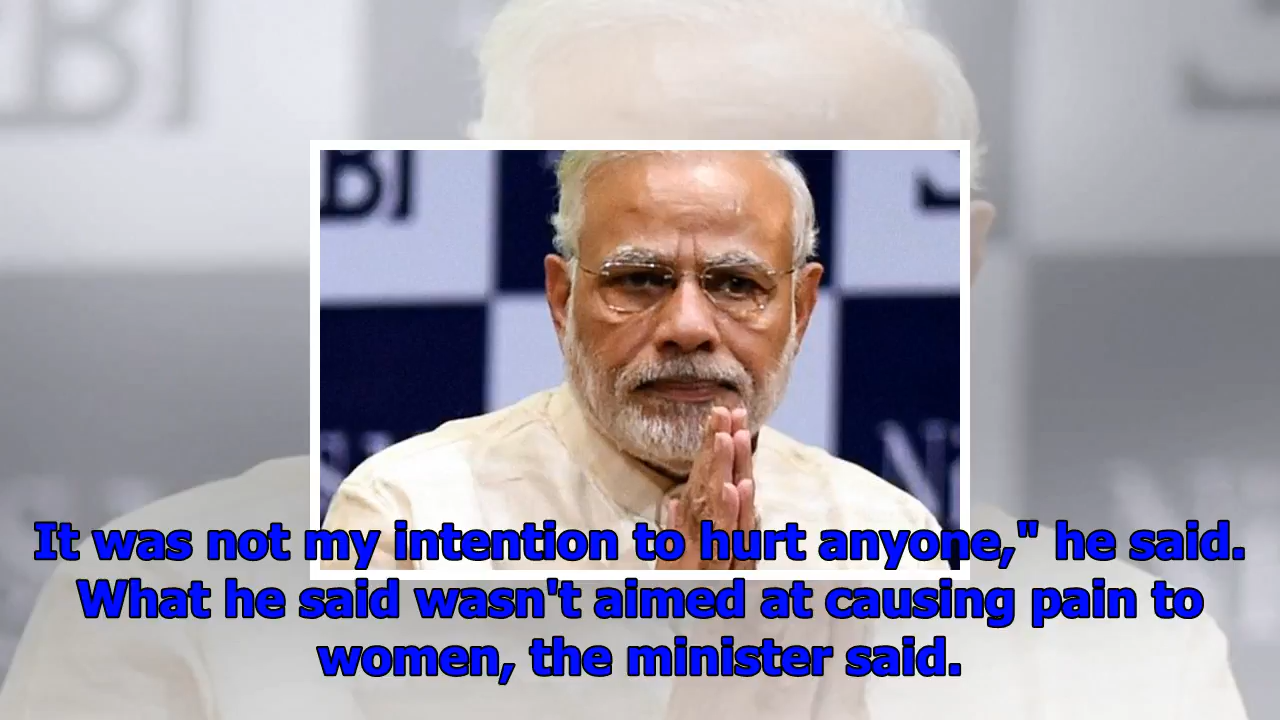 BI
It was not my intention to hurt anyone," he said.
What he said wasn't aimed at causing pain to
women, the minister said.